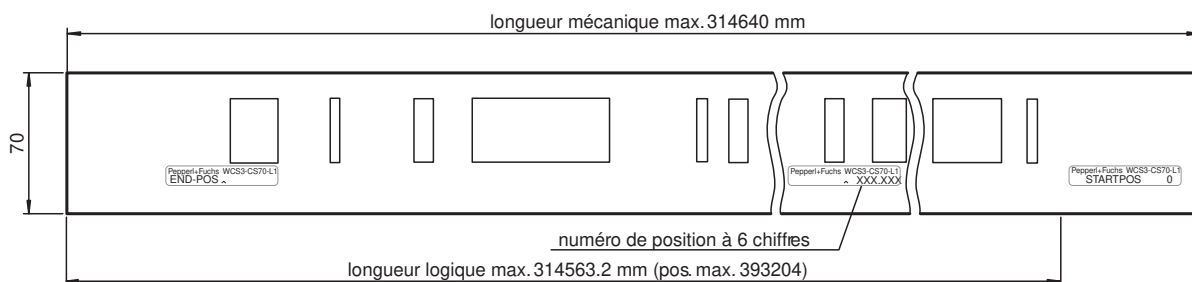 longueur mécanique max. 314640 mm
70
Pepperl+Fuchs WCS3-CS70-L1
END-POS ^
Pepperl+Fuchs WCS3-CS70-L1
^ XXX.XXX
Pepperl+Fuchs WCS3-CS70-L1
STARTPOS 0
numéro de position à 6 chiffres
longueur logique max. 314563.2 mm (pos. max. 393204)